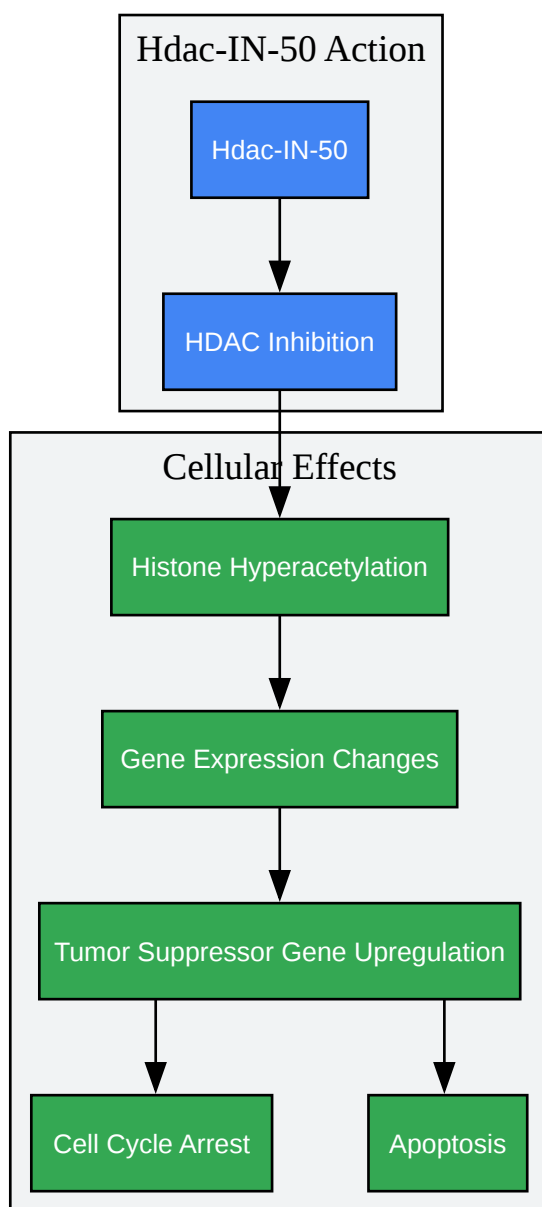 Hdac-IN-50 Action
Hdac-IN-50
HDAC Inhibition
Cellular Effects
Histone Hyperacetylation
Gene Expression Changes
Tumor Suppressor Gene Upregulation
Cell Cycle Arrest
Apoptosis